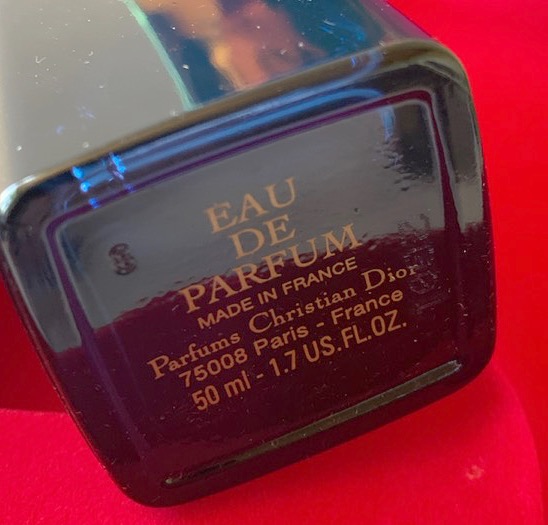 EAU
DE
PARFUM
MADE IN FRANCE
Parfums Christian Dior
75008 Paris - France
50 ml - 1.7 US.FL.OZ.